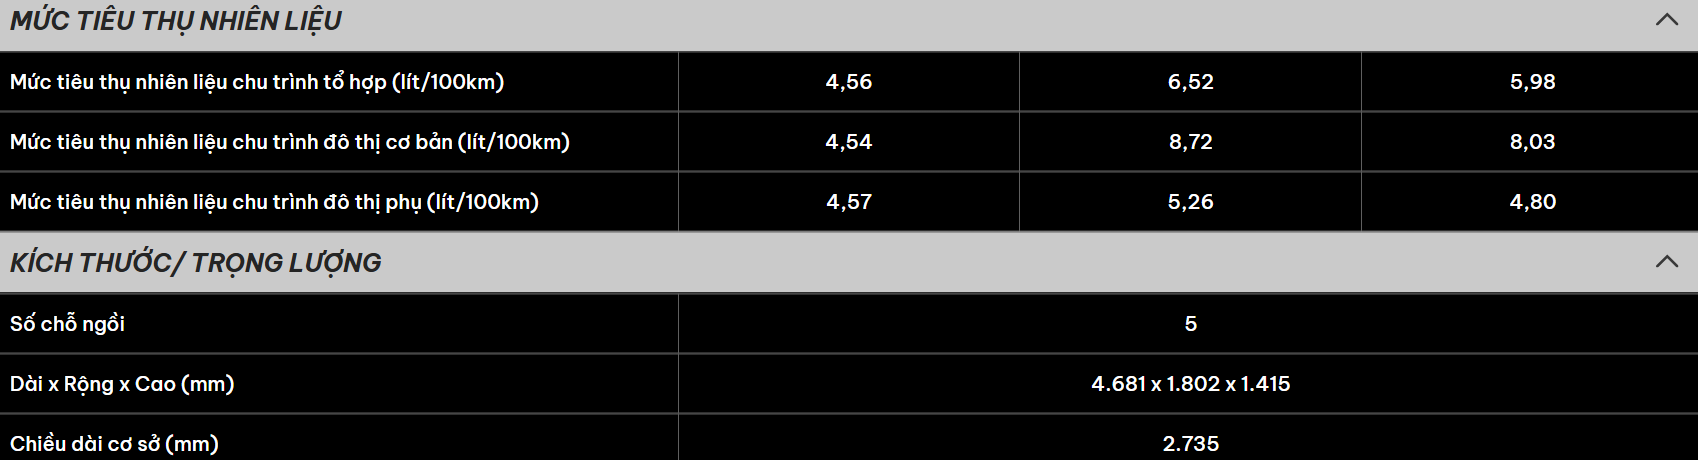 MỨC TIÊU THỤ NHIÊN LIỆU
Mức tiêu thụ nhiên liệu chu trình tổ hợp (lít/100km) 4,56 6,52 5,98
Mức tiêu thụ nhiên liệu chu trình đô thị cơ bản (lít/100km) 4,54 8,72 8,03
Mức tiêu thụ nhiên liệu chu trình đô thị phụ (lít/100km) 4,57 5,26 4,80
KÍCH THƯỚC/ TRỌNG LƯỢNG
Số chỗ ngồi 5
Dài x Rộng x Cao (mm) 4.681 x 1.802 x 1.415
Chiều dài cơ sở (mm) 2.735